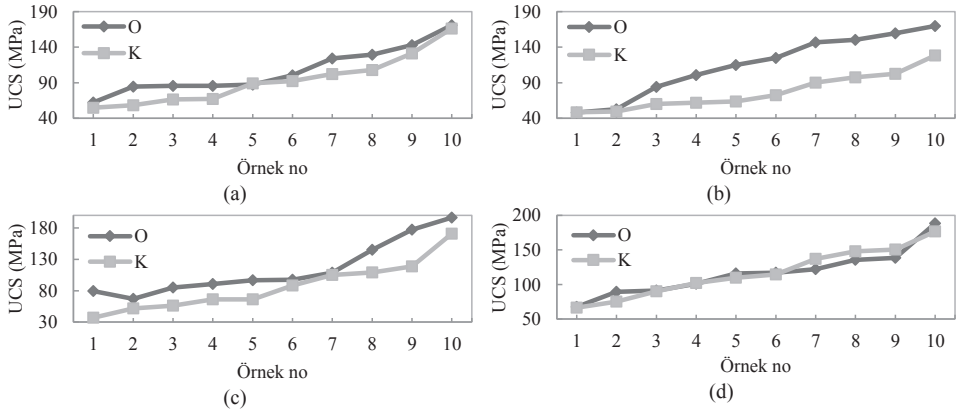 UCS (MPa)
190
140
90
40
O
K
1 2 3 4 5 6 7 8 9 10
Örnek no
(a)
UCS (MPa)
190
140
90
40
O
K
1 2 3 4 5 6 7 8 9 10
Örnek no
(b)
UCS (MPa)
180
130
80
30
O
K
1 2 3 4 5 6 7 8 9 10
Örnek no
(c)
UCS (MPa)
200
150
100
50
O
K
1 2 3 4 5 6 7 8 9 10
Örnek no
(d)